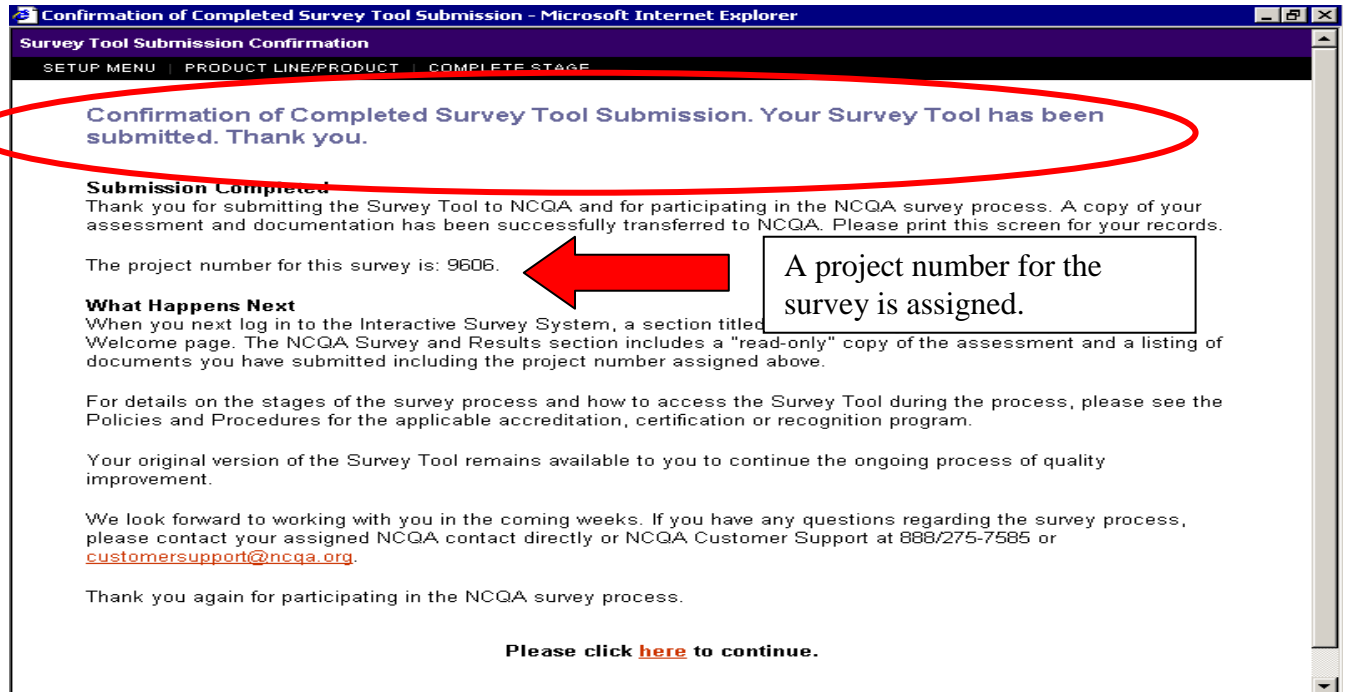 Confirmation of Completed Survey Tool Submission - Microsoft Internet Explorer
Survey Tool Submission Confirmation
SETUP MENU | PRODUCT LINE/PRODUCT | COMPLETE STAGE
Confirmation of Completed Survey Tool Submission. Your Survey Tool has been
submitted. Thank you.
Submission Completed
Thank you for submitting the Survey Tool to NCQA and for participating in the NCQA survey process. A copy of your
assessment and documentation has been successfully transferred to NCQA. Please print this screen for your records.
The project number for this survey is: 9606.
A project number for the
survey is assigned.
What Happens Next
When you next log in to the Interactive Survey System, a section titled
Welcome page. The NCQA Survey and Results section includes a "read-only" copy of the assessment and a listing of
documents you have submitted including the project number assigned above.
For details on the stages of the survey process and how to access the Survey Tool during the process, please see the
Policies and Procedures for the applicable accreditation, certification or recognition program.
Your original version of the Survey Tool remains available to you to continue the ongoing process of quality
improvement.
We look forward to working with you in the coming weeks. If you have any questions regarding the survey process,
please contact your assigned NCQA contact directly or NCQA Customer Support at 888/275-7585 or
customersupport@ncqa.org.
Thank you again for participating in the NCQA survey process.
Please click here to continue.